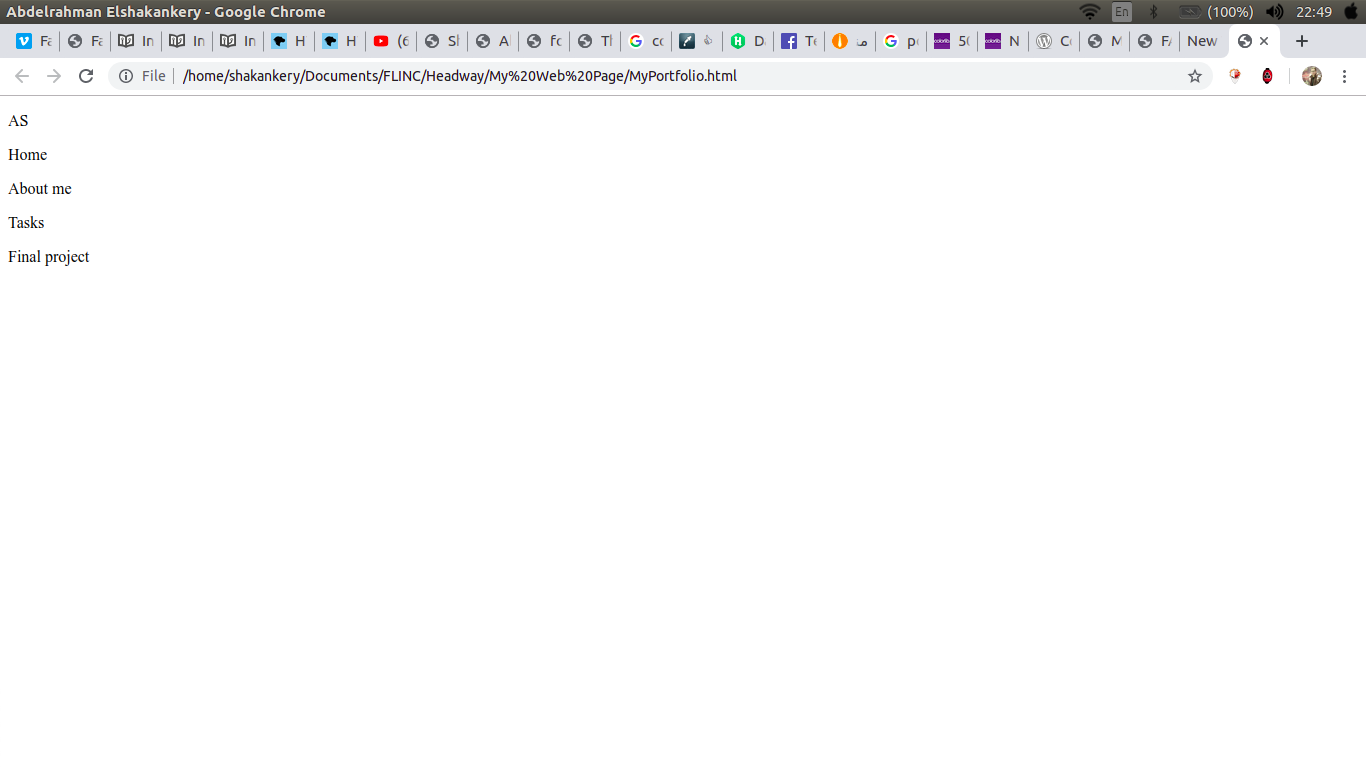 Abdelrahman Elshakankery - Google Chrome
En (100%) 22:49
Fa Fa In In In H H (6 Sl Al fo Th co D Te من po 50 N Co M FA New
File /home/shakankery/Documents/FLINC/Headway/My%20Web%20Page/MyPortfolio.html
AS
Home
About me
Tasks
Final project